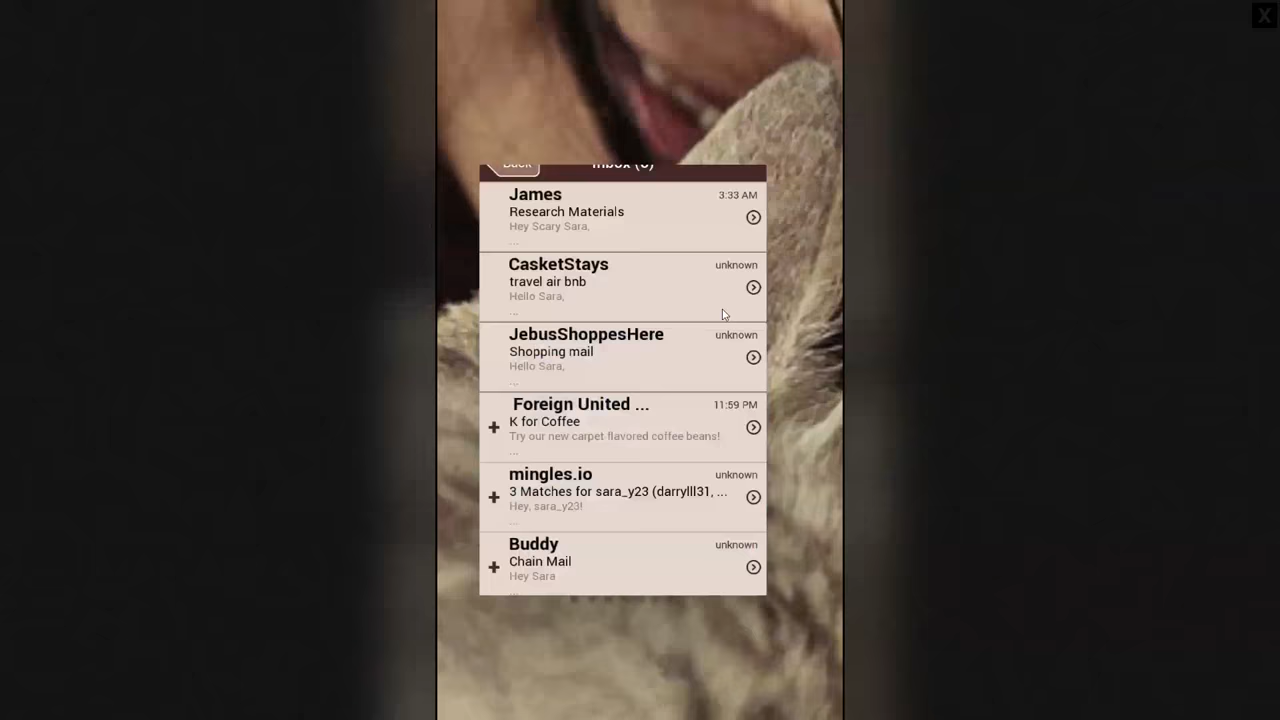 X
Back
Inbox
James
3:33 AM
Research Materials
Hey Scary Sara,
...
CasketStays
unknown
travel air bnb
Hello Sara,
...
JebusShoppesHere
unknown
Shopping mail
Hello Sara,
...
Foreign United ...
11:59 PM
K for Coffee
Try our new carpet flavored coffee beans!
...
mingles.io
unknown
3 Matches for sara_y23 (darrylll31, ...
Hey, sara_y23!
...
Buddy
unknown
Chain Mail
Hey Sara
...